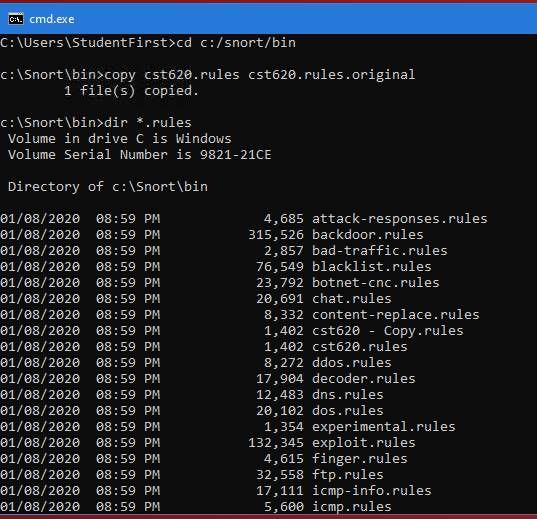 cmd.exe
C:\Users\StudentFirst>cd c:/snort/bin
c:\Snort\bin>copy cst620.rules cst620.rules.original
        1 file(s) copied.
c:\Snort\bin>dir *.rules
 Volume in drive C is Windows
 Volume Serial Number is 9821-21CE
 Directory of c:\Snort\bin
01/08/2020  08:59 PM             4,685 attack-responses.rules
01/08/2020  08:59 PM           315,526 backdoor.rules
01/08/2020  08:59 PM             2,857 bad-traffic.rules
01/08/2020  08:59 PM            76,549 blacklist.rules
01/08/2020  08:59 PM            23,792 botnet-cnc.rules
01/08/2020  08:59 PM            20,691 chat.rules
01/08/2020  08:59 PM             8,332 content-replace.rules
01/08/2020  08:59 PM             1,402 cst620 - Copy.rules
01/08/2020  08:59 PM             1,402 cst620.rules
01/08/2020  08:59 PM             8,272 ddos.rules
01/08/2020  08:59 PM            17,904 decoder.rules
01/08/2020  08:59 PM            12,483 dns.rules
01/08/2020  08:59 PM            20,102 dos.rules
01/08/2020  08:59 PM             1,354 experimental.rules
01/08/2020  08:59 PM           132,345 exploit.rules
01/08/2020  08:59 PM             4,615 finger.rules
01/08/2020  08:59 PM            32,558 ftp.rules
01/08/2020  08:59 PM            17,111 icmp-info.rules
01/08/2020  08:59 PM             5,600 icmp.rules